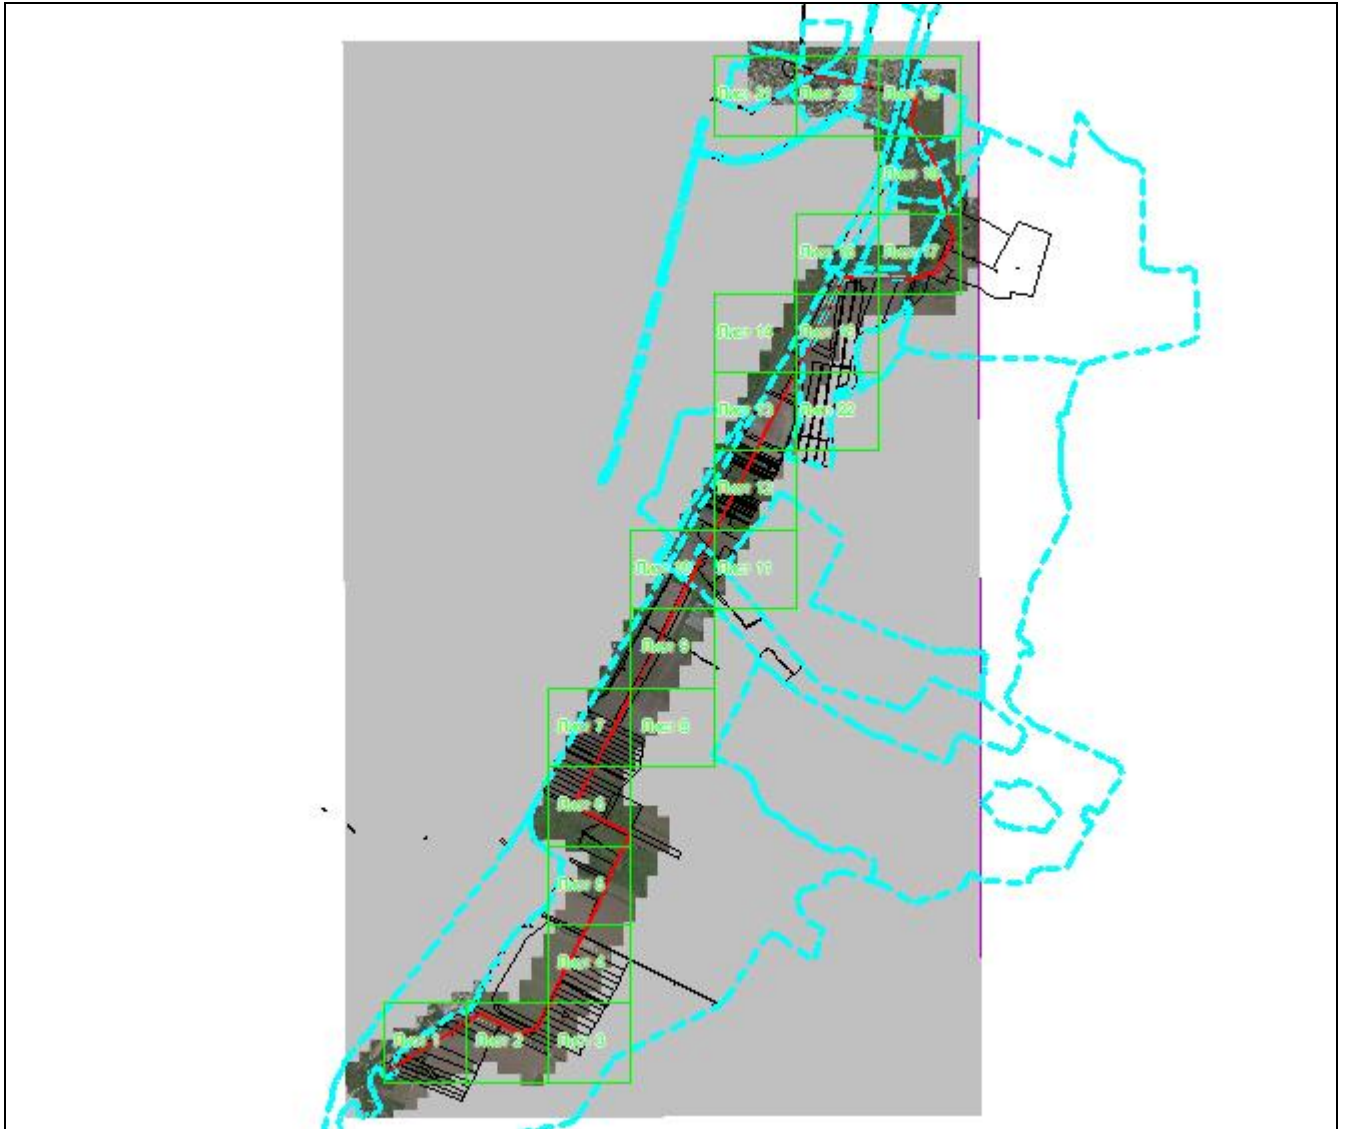 Лист 21 Лист 20 Лист 19
Лист 18
Лист 16 Лист 17
Лист 14 Лист 15
Лист 13 Лист 22
Лист 12
Лист 10 Лист 11
Лист 9
Лист 7 Лист 8
Лист 6
Лист 5
Лист 4
Лист 1 Лист 2 Лист 3